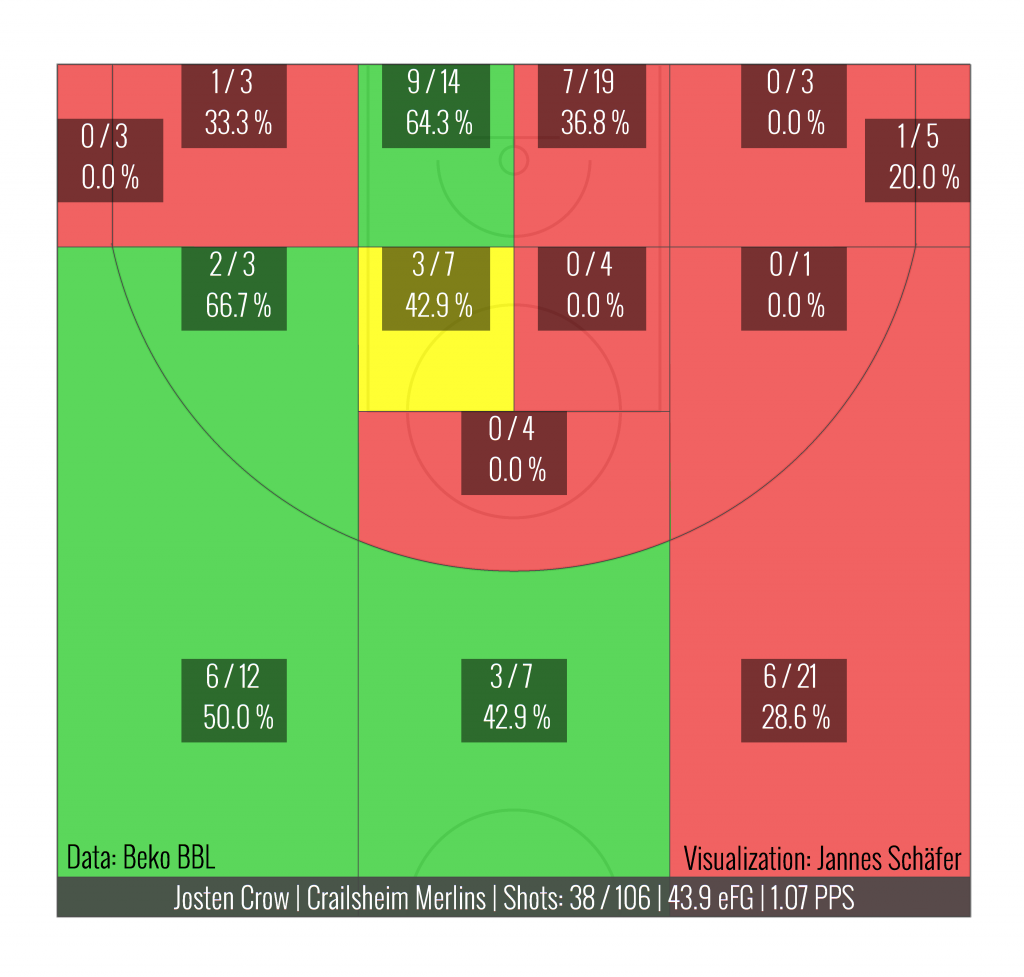 1 / 3
33.3 %
9 / 14
64.3 %
7 / 19
36.8 %
0 / 3
0.0 %
0 / 3
0.0 %
1 / 5
20.0 %
2 / 3
66.7 %
3 / 7
42.9 %
0 / 4
0.0 %
0 / 1
0.0 %
0 / 4
0.0 %
6 / 12
50.0 %
3 / 7
42.9 %
6 / 21
28.6 %
Data: Beko BBL
Visualization: Jannes Schäfer
Josten Crow | Crailsheim Merlins | Shots: 38 / 106 | 43.9 eFG | 1.07 PPS